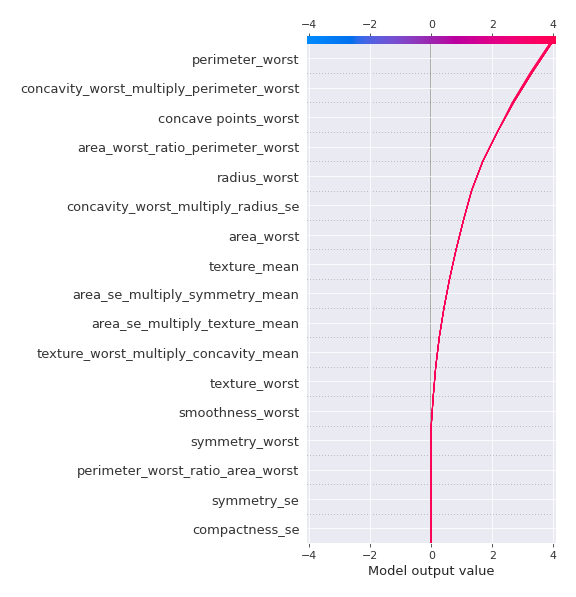 −4 −2 0 2 4
perimeter_worst
concavity_worst_multiply_perimeter_worst
concave points_worst
area_worst_ratio_perimeter_worst
radius_worst
concavity_worst_multiply_radius_se
area_worst
texture_mean
area_se_multiply_symmetry_mean
area_se_multiply_texture_mean
texture_worst_multiply_concavity_mean
texture_worst
smoothness_worst
symmetry_worst
perimeter_worst_ratio_area_worst
symmetry_se
compactness_se
−4 −2 0 2 4
Model output value